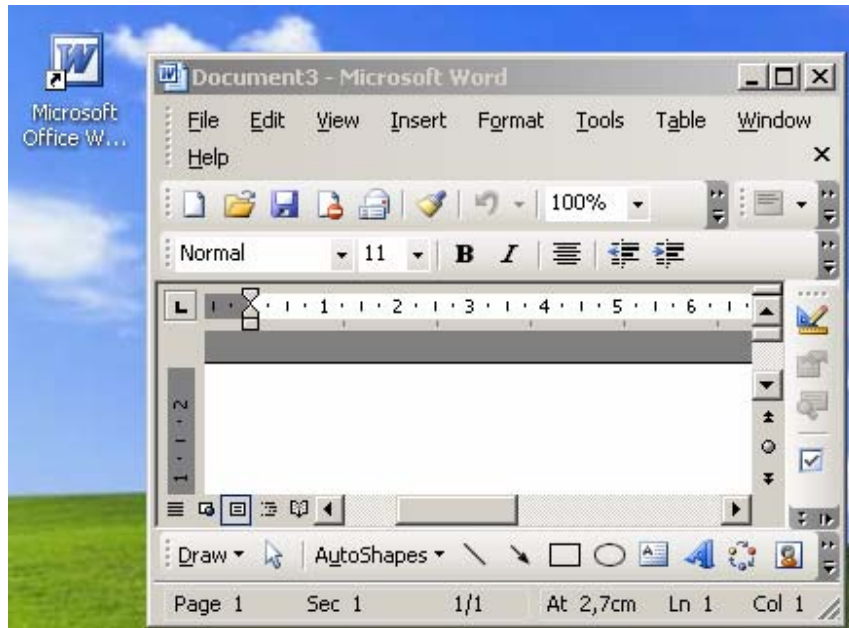 Microsoft
Office W...
Document3 - Microsoft Word
File Edit View Insert Format Tools Table Window
Help
100%
Normal 11 B I
L 1 2 3 4 5 6
2
1
Draw AutoShapes
Page 1 Sec 1 1/1 At 2,7cm Ln 1 Col 1